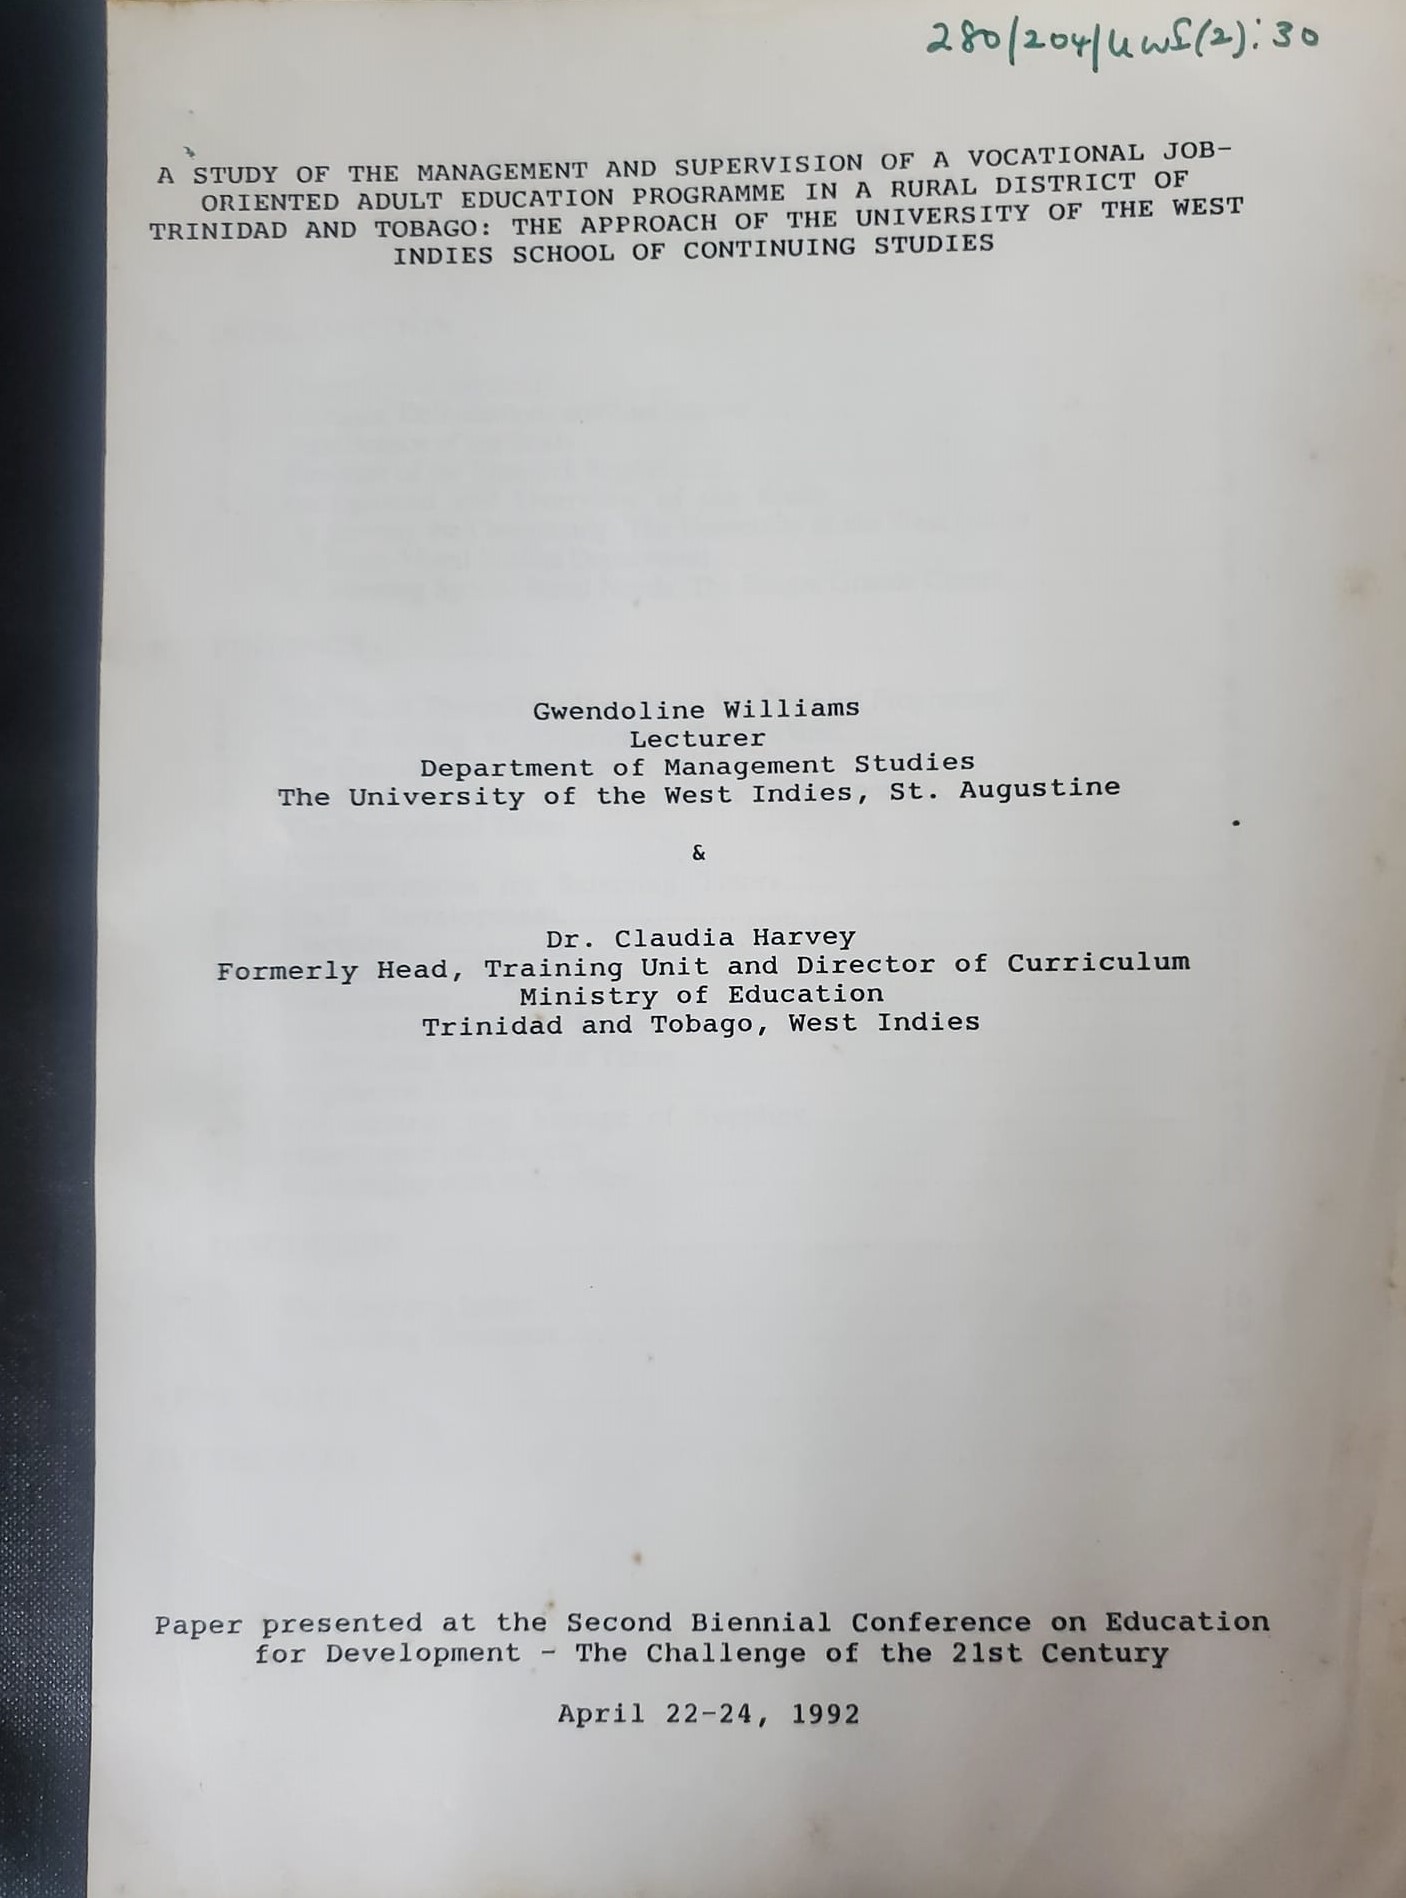 280/204/UWI(2):30
A STUDY OF THE MANAGEMENT AND SUPERVISION OF A VOCATIONAL JOB-
ORIENTED ADULT EDUCATION PROGRAMME IN A RURAL DISTRICT OF
TRINIDAD AND TOBAGO: THE APPROACH OF THE UNIVERSITY OF THE WEST
INDIES SCHOOL OF CONTINUING STUDIES
Gwendoline Williams
Lecturer
Department of Management Studies
The University of the West Indies, St. Augustine
&
Dr. Claudia Harvey
Formerly Head, Training Unit and Director of Curriculum
Ministry of Education
Trinidad and Tobago, West Indies
Paper presented at the Second Biennial Conference on Education
for Development - The Challenge of the 21st Century
April 22-24, 1992